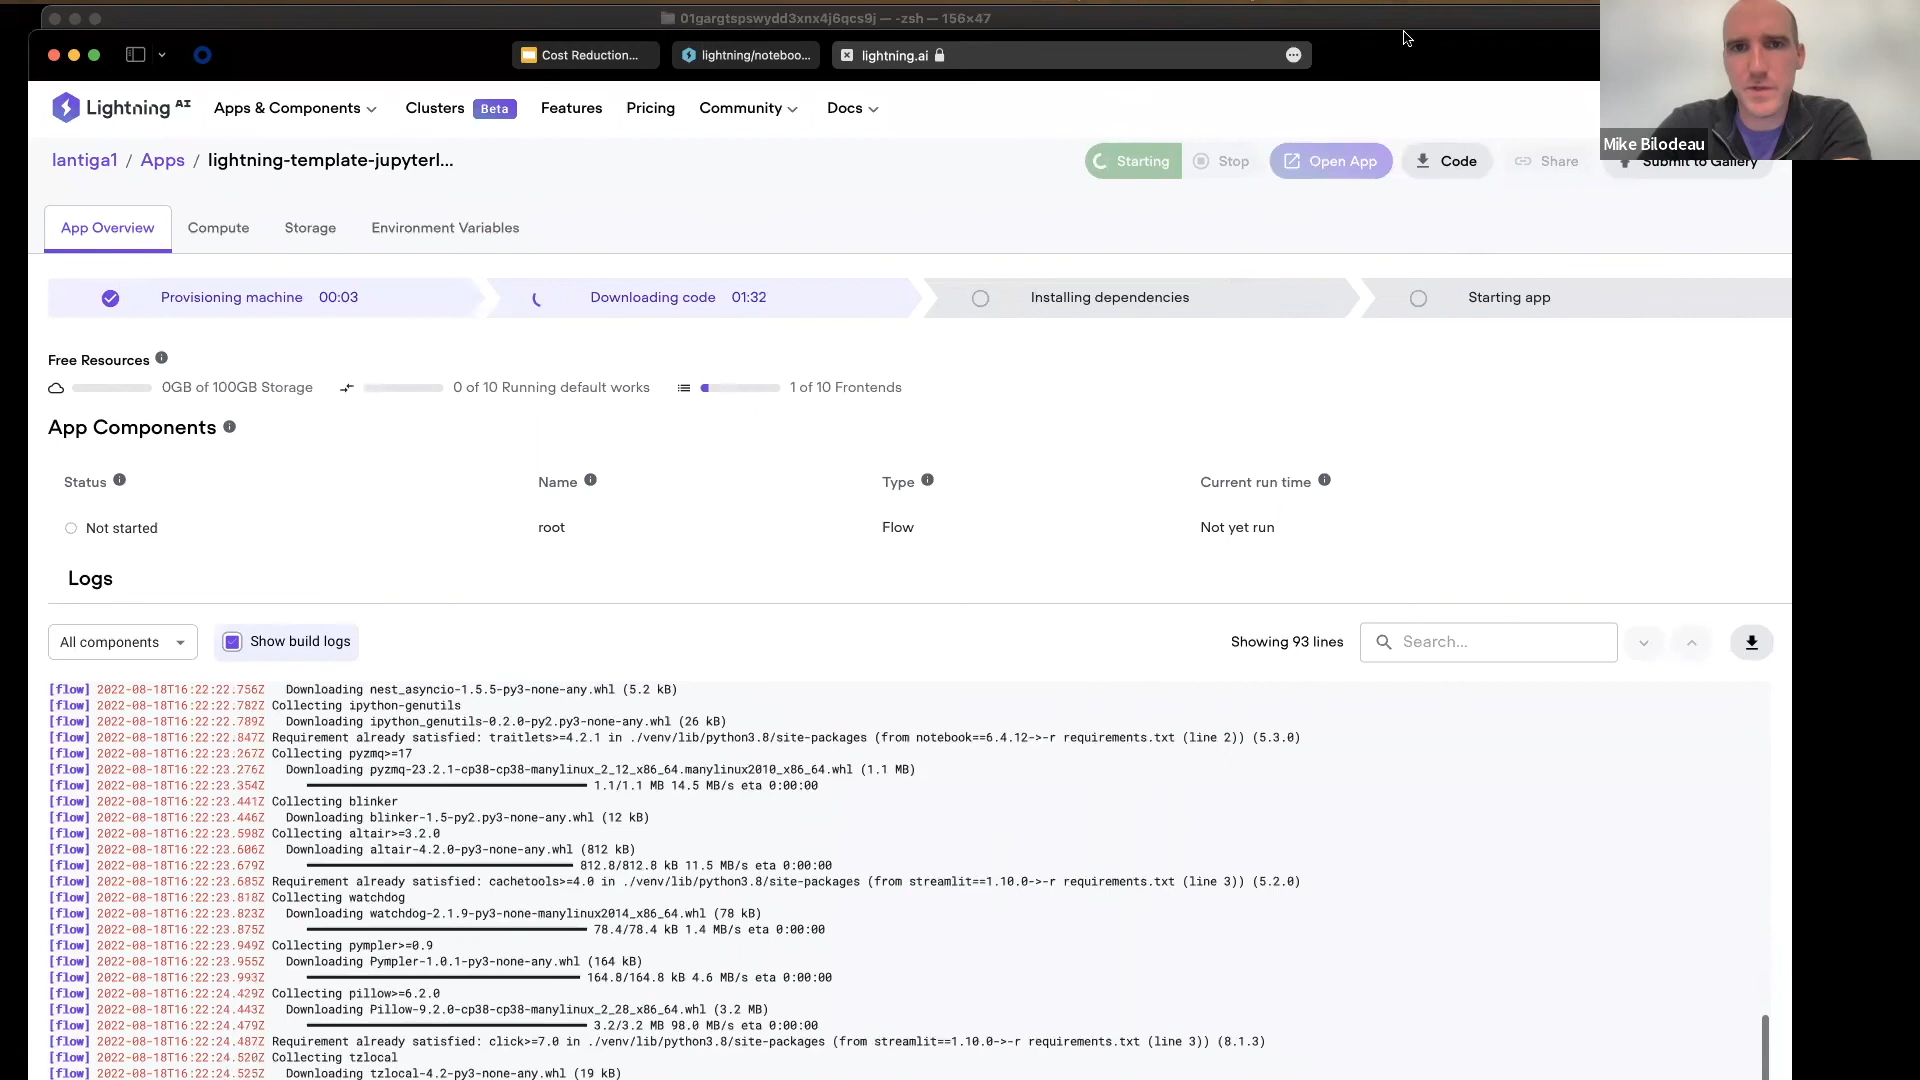 01gargtspswydd3xnx4j6qcs9j — -zsh — 156×47
Cost Reduction...
lightning/noteboo...
lightning.ai
Lightning AI
Apps & Components
Clusters Beta
Features
Pricing
Community
Docs
Mike Bilodeau
lantiga1 / Apps / lightning-template-jupyterl...
Starting
Stop
Open App
Code
Share
Submit to Gallery
App Overview
Compute
Storage
Environment Variables
Provisioning machine 00:03
Downloading code 01:32
Installing dependencies
Starting app
Free Resources
0GB of 100GB Storage
0 of 10 Running default works
1 of 10 Frontends
App Components
Status
Name
Type
Current run time
Not started
root
Flow
Not yet run
Logs
All components
Show build logs
Showing 93 lines
Search...
[flow] 2022-08-18T16:22:22.756Z Downloading nest_asyncio-1.5.5-py3-none-any.whl (5.2 kB)
[flow] 2022-08-18T16:22:22.782Z Collecting ipython-genutils
[flow] 2022-08-18T16:22:22.789Z Downloading ipython_genutils-0.2.0-py2.py3-none-any.whl (26 kB)
[flow] 2022-08-18T16:22:22.847Z Requirement already satisfied: traitlets>=4.2.1 in ./venv/lib/python3.8/site-packages (from notebook==6.4.12->-r requirements.txt (line 2)) (5.3.0)
[flow] 2022-08-18T16:22:23.267Z Collecting pyzmq>=17
[flow] 2022-08-18T16:22:23.276Z Downloading pyzmq-23.2.1-cp38-cp38-manylinux_2_12_x86_64.manylinux2010_x86_64.whl (1.1 MB)
[flow] 2022-08-18T16:22:23.354Z 1.1/1.1 MB 14.5 MB/s eta 0:00:00
[flow] 2022-08-18T16:22:23.441Z Collecting blinker
[flow] 2022-08-18T16:22:23.446Z Downloading blinker-1.5-py2.py3-none-any.whl (12 kB)
[flow] 2022-08-18T16:22:23.598Z Collecting altair>=3.2.0
[flow] 2022-08-18T16:22:23.606Z Downloading altair-4.2.0-py3-none-any.whl (812 kB)
[flow] 2022-08-18T16:22:23.679Z 812.8/812.8 kB 11.5 MB/s eta 0:00:00
[flow] 2022-08-18T16:22:23.685Z Requirement already satisfied: cachetools>=4.0 in ./venv/lib/python3.8/site-packages (from streamlit==1.10.0->-r requirements.txt (line 3)) (5.2.0)
[flow] 2022-08-18T16:22:23.818Z Collecting watchdog
[flow] 2022-08-18T16:22:23.823Z Downloading watchdog-2.1.9-py3-none-manylinux2014_x86_64.whl (78 kB)
[flow] 2022-08-18T16:22:23.875Z 78.4/78.4 kB 1.4 MB/s eta 0:00:00
[flow] 2022-08-18T16:22:23.949Z Collecting pympler>=0.9
[flow] 2022-08-18T16:22:23.955Z Downloading Pympler-1.0.1-py3-none-any.whl (164 kB)
[flow] 2022-08-18T16:22:23.993Z 164.8/164.8 kB 4.6 MB/s eta 0:00:00
[flow] 2022-08-18T16:22:24.429Z Collecting pillow>=6.2.0
[flow] 2022-08-18T16:22:24.443Z Downloading Pillow-9.2.0-cp38-cp38-manylinux_2_28_x86_64.whl (3.2 MB)
[flow] 2022-08-18T16:22:24.479Z 3.2/3.2 MB 98.0 MB/s eta 0:00:00
[flow] 2022-08-18T16:22:24.487Z Requirement already satisfied: click>=7.0 in ./venv/lib/python3.8/site-packages (from streamlit==1.10.0->-r requirements.txt (line 3)) (8.1.3)
[flow] 2022-08-18T16:22:24.520Z Collecting tzlocal
[flow] 2022-08-18T16:22:24.525Z Downloading tzlocal-4.2-py3-none-any.whl (19 kB)